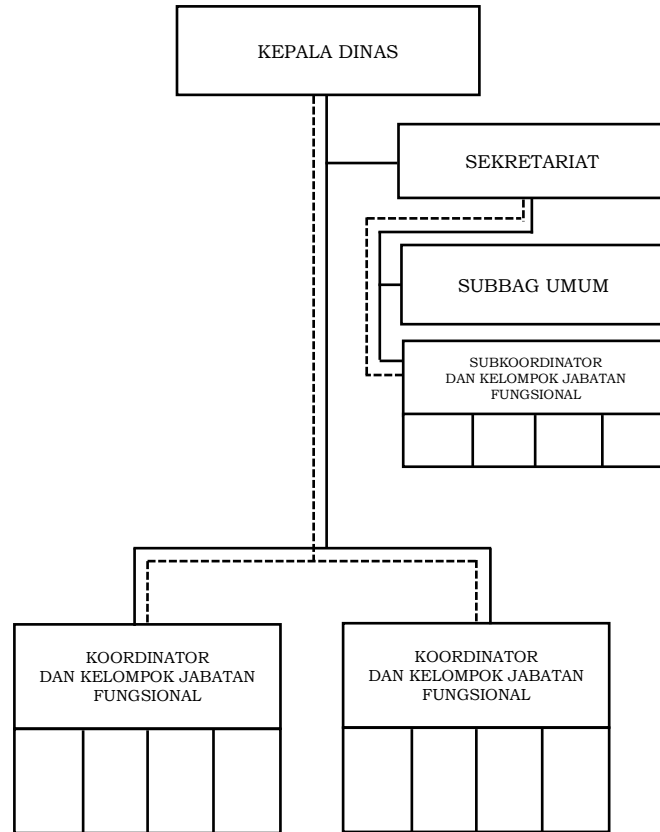 KEPALA DINAS
SEKRETARIAT
SUBBAG UMUM
SUBKOORDINATOR
DAN KELOMPOK JABATAN
FUNGSIONAL
KOORDINATOR
DAN KELOMPOK JABATAN
FUNGSIONAL
KOORDINATOR
DAN KELOMPOK JABATAN
FUNGSIONAL